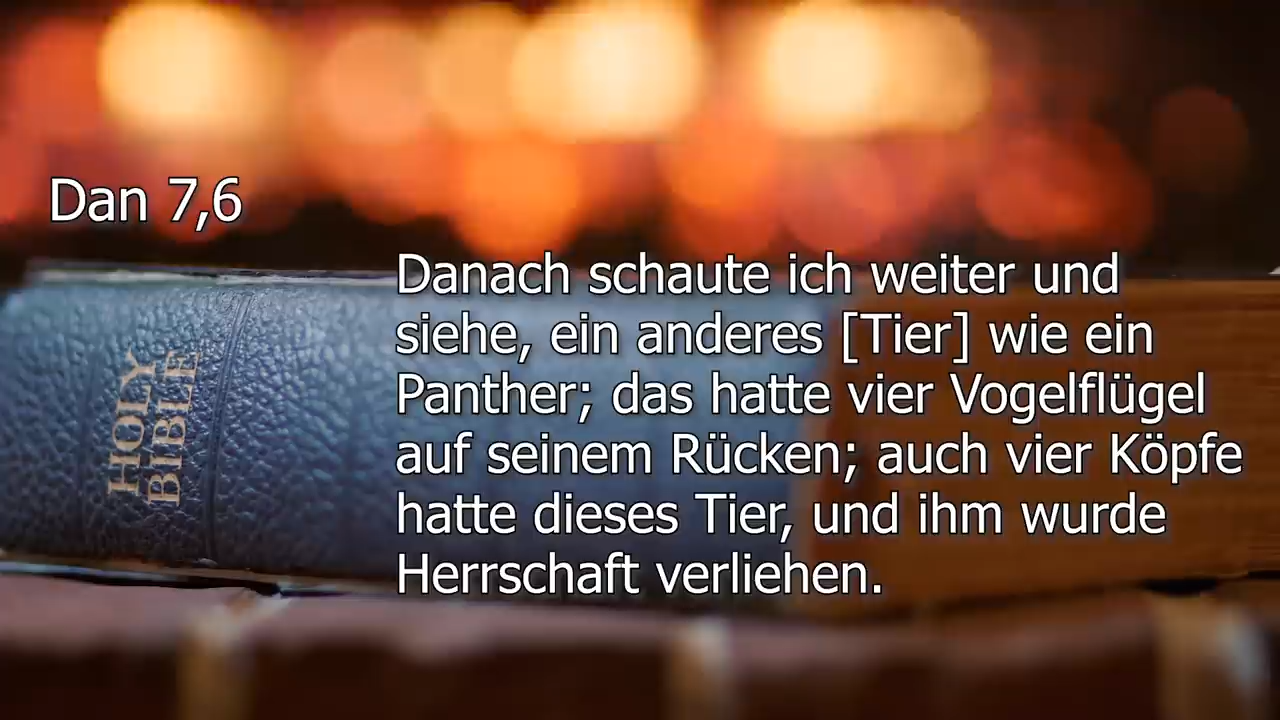 Dan 7,6
Danach schaute ich weiter und
siehe, ein anderes [Tier] wie ein
Panther; das hatte vier Vogelflügel
auf seinem Rücken; auch vier Köpfe
hatte dieses Tier, und ihm wurde
Herrschaft verliehen.
HOLY
BIBLE